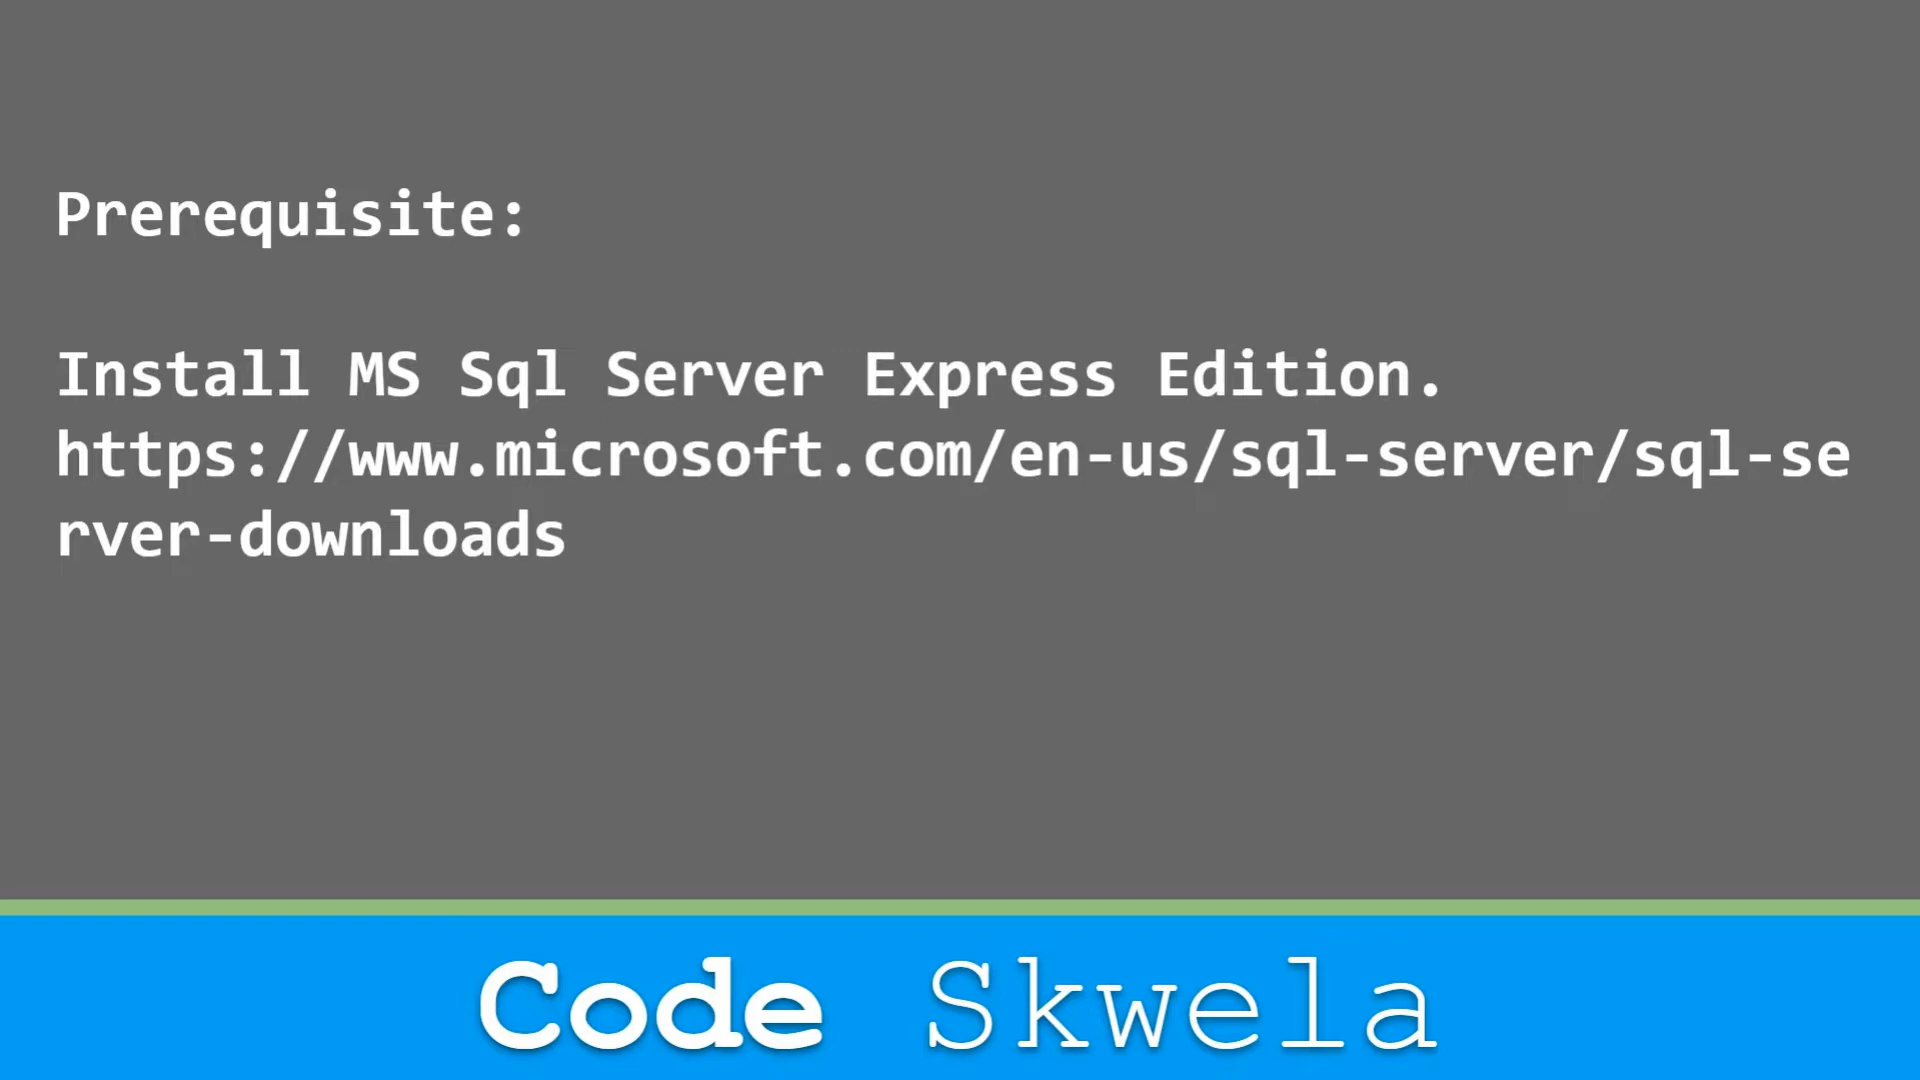 Prerequisite:
Install MS Sql Server Express Edition.
https://www.microsoft.com/en-us/sql-server/sql-se
rver-downloads
Code Skwela